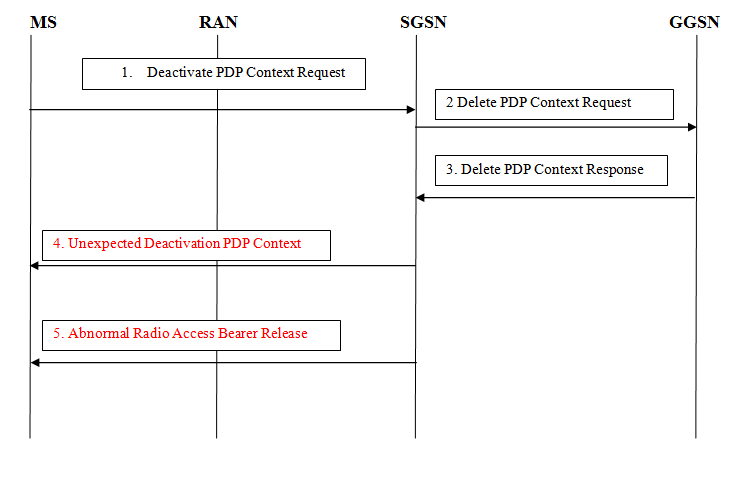 MS RAN SGSN GGSN
1. Deactivate PDP Context Request
2 Delete PDP Context Request
3. Delete PDP Context Response
4. Unexpected Deactivation PDP Context
5. Abnormal Radio Access Bearer Release